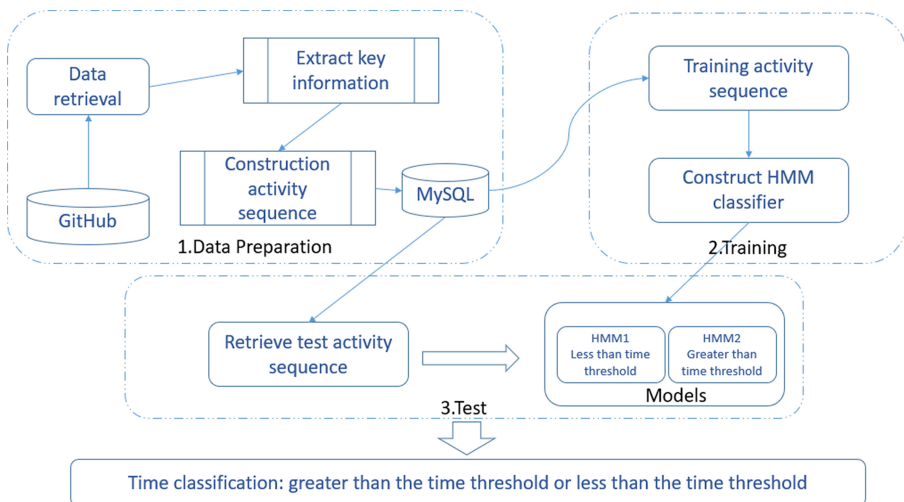 Data
retrieval
Extract key
information
GitHub
Construction
activity
sequence
MySQL
1.Data Preparation
Training activity
sequence
Construct HMM
classifier
2.Training
Retrieve test activity
sequence
HMM1
Less than time
threshold
HMM2
Greater than
time threshold
Models
3.Test
Time classification: greater than the time threshold or less than the time threshold